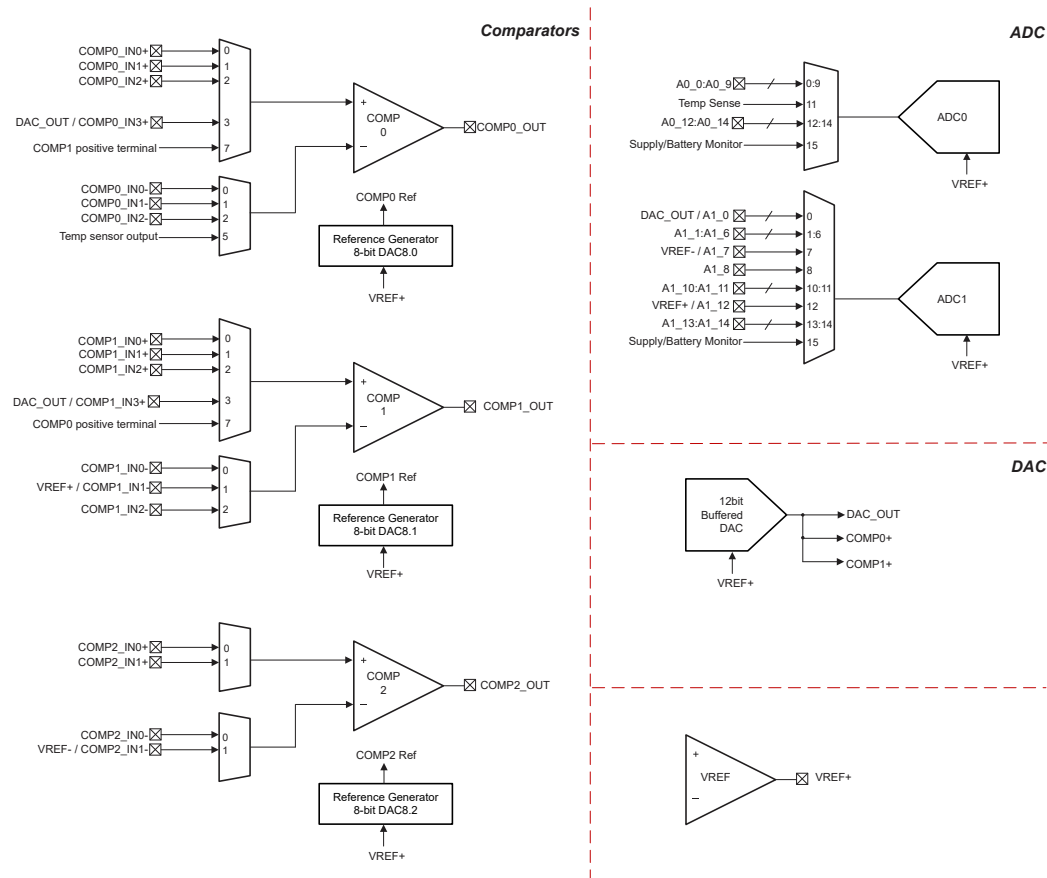 Comparators
COMP0_IN0+ 0
COMP0_IN1+ 1
COMP0_IN2+ 2
DAC_OUT / COMP0_IN3+ 3
COMP1 positive terminal 7
+
COMP
0
–
COMP0_OUT
COMP0_IN0- 0
COMP0_IN1- 1
COMP0_IN2- 2
Temp sensor output 5
COMP0 Ref
Reference Generator
8-bit DAC8.0
VREF+
COMP1_IN0+ 0
COMP1_IN1+ 1
COMP1_IN2+ 2
DAC_OUT / COMP1_IN3+ 3
COMP0 positive terminal 7
+
COMP
1
–
COMP1_OUT
COMP1_IN0- 0
VREF+ / COMP1_IN1- 1
COMP1_IN2- 2
COMP1 Ref
Reference Generator
8-bit DAC8.1
VREF+
COMP2_IN0+ 0
COMP2_IN1+ 1
+
COMP
2
–
COMP2_OUT
COMP2_IN0- 0
VREF- / COMP2_IN1- 1
COMP2 Ref
Reference Generator
8-bit DAC8.2
VREF+
ADC
A0_0:A0_9 0:9
Temp Sense 11
A0_12:A0_14 12:14
Supply/Battery Monitor 15
ADC0
VREF+
DAC_OUT / A1_0 0
A1_1:A1_6 1:6
VREF- / A1_7 7
A1_8 8
A1_10:A1_11 10:11
VREF+ / A1_12 12
A1_13:A1_14 13:14
Supply/Battery Monitor 15
ADC1
VREF+
DAC
12bit
Buffered
DAC
VREF+
DAC_OUT
COMP0+
COMP1+
+
VREF
–
VREF+